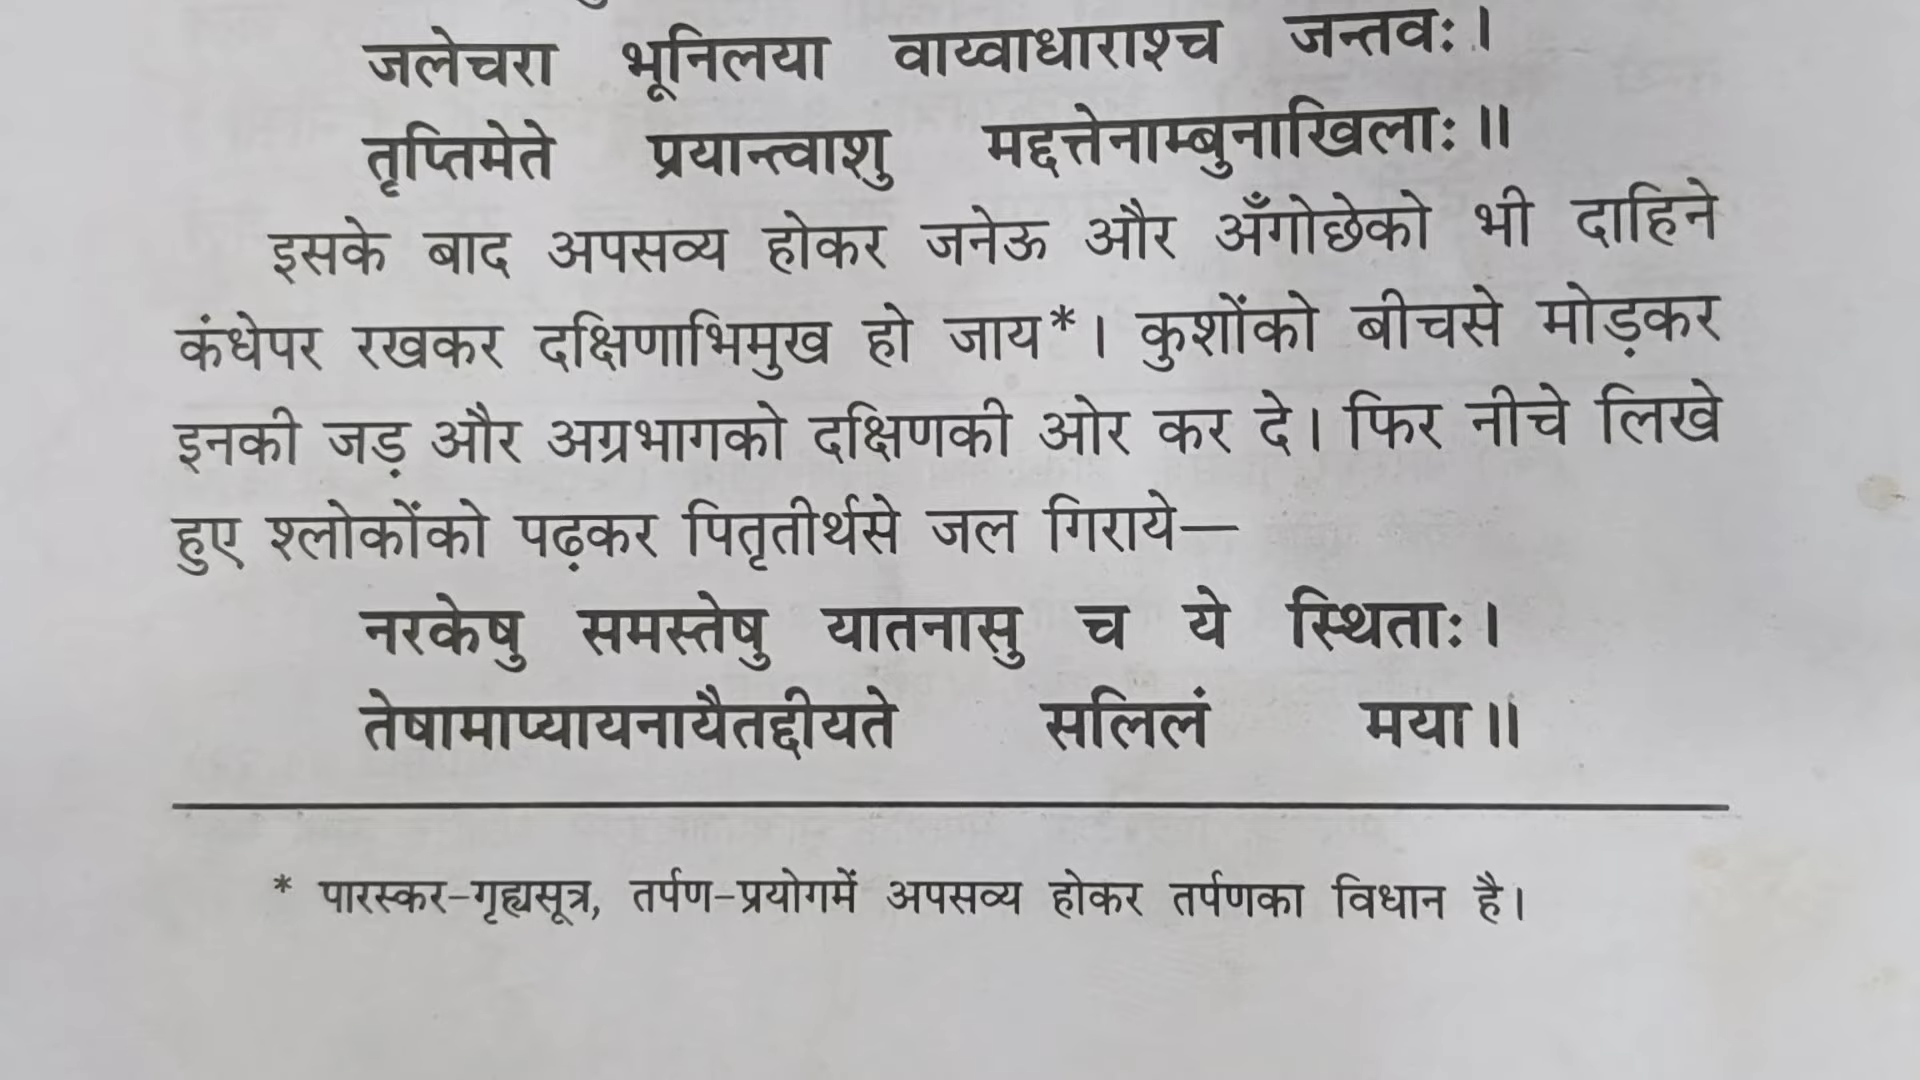 जलेचरा भूनिलया वाय्वाधाराश्च जन्तवः।
तृप्तिमेते प्रयान्त्वाशु मद्दत्तेनाम्बुनाखिलाः॥
इसके बाद अपसव्य होकर जनेऊ और अँगोछेको भी दाहिने
कंधेपर रखकर दक्षिणाभिमुख हो जाय*। कुशोंको बीचसे मोड़कर
इनकी जड़ और अग्रभागको दक्षिणकी ओर कर दे। फिर नीचे लिखे
हुए श्लोकोंको पढ़कर पितृतीर्थसे जल गिराये—
नरकेषु समस्तेषु यातनासु च ये स्थिताः।
तेषामाप्यायनायैतद्दीयते सलिलं मया॥
* पारस्कर-गृह्यसूत्र, तर्पण-प्रयोगमें अपसव्य होकर तर्पणका विधान है।